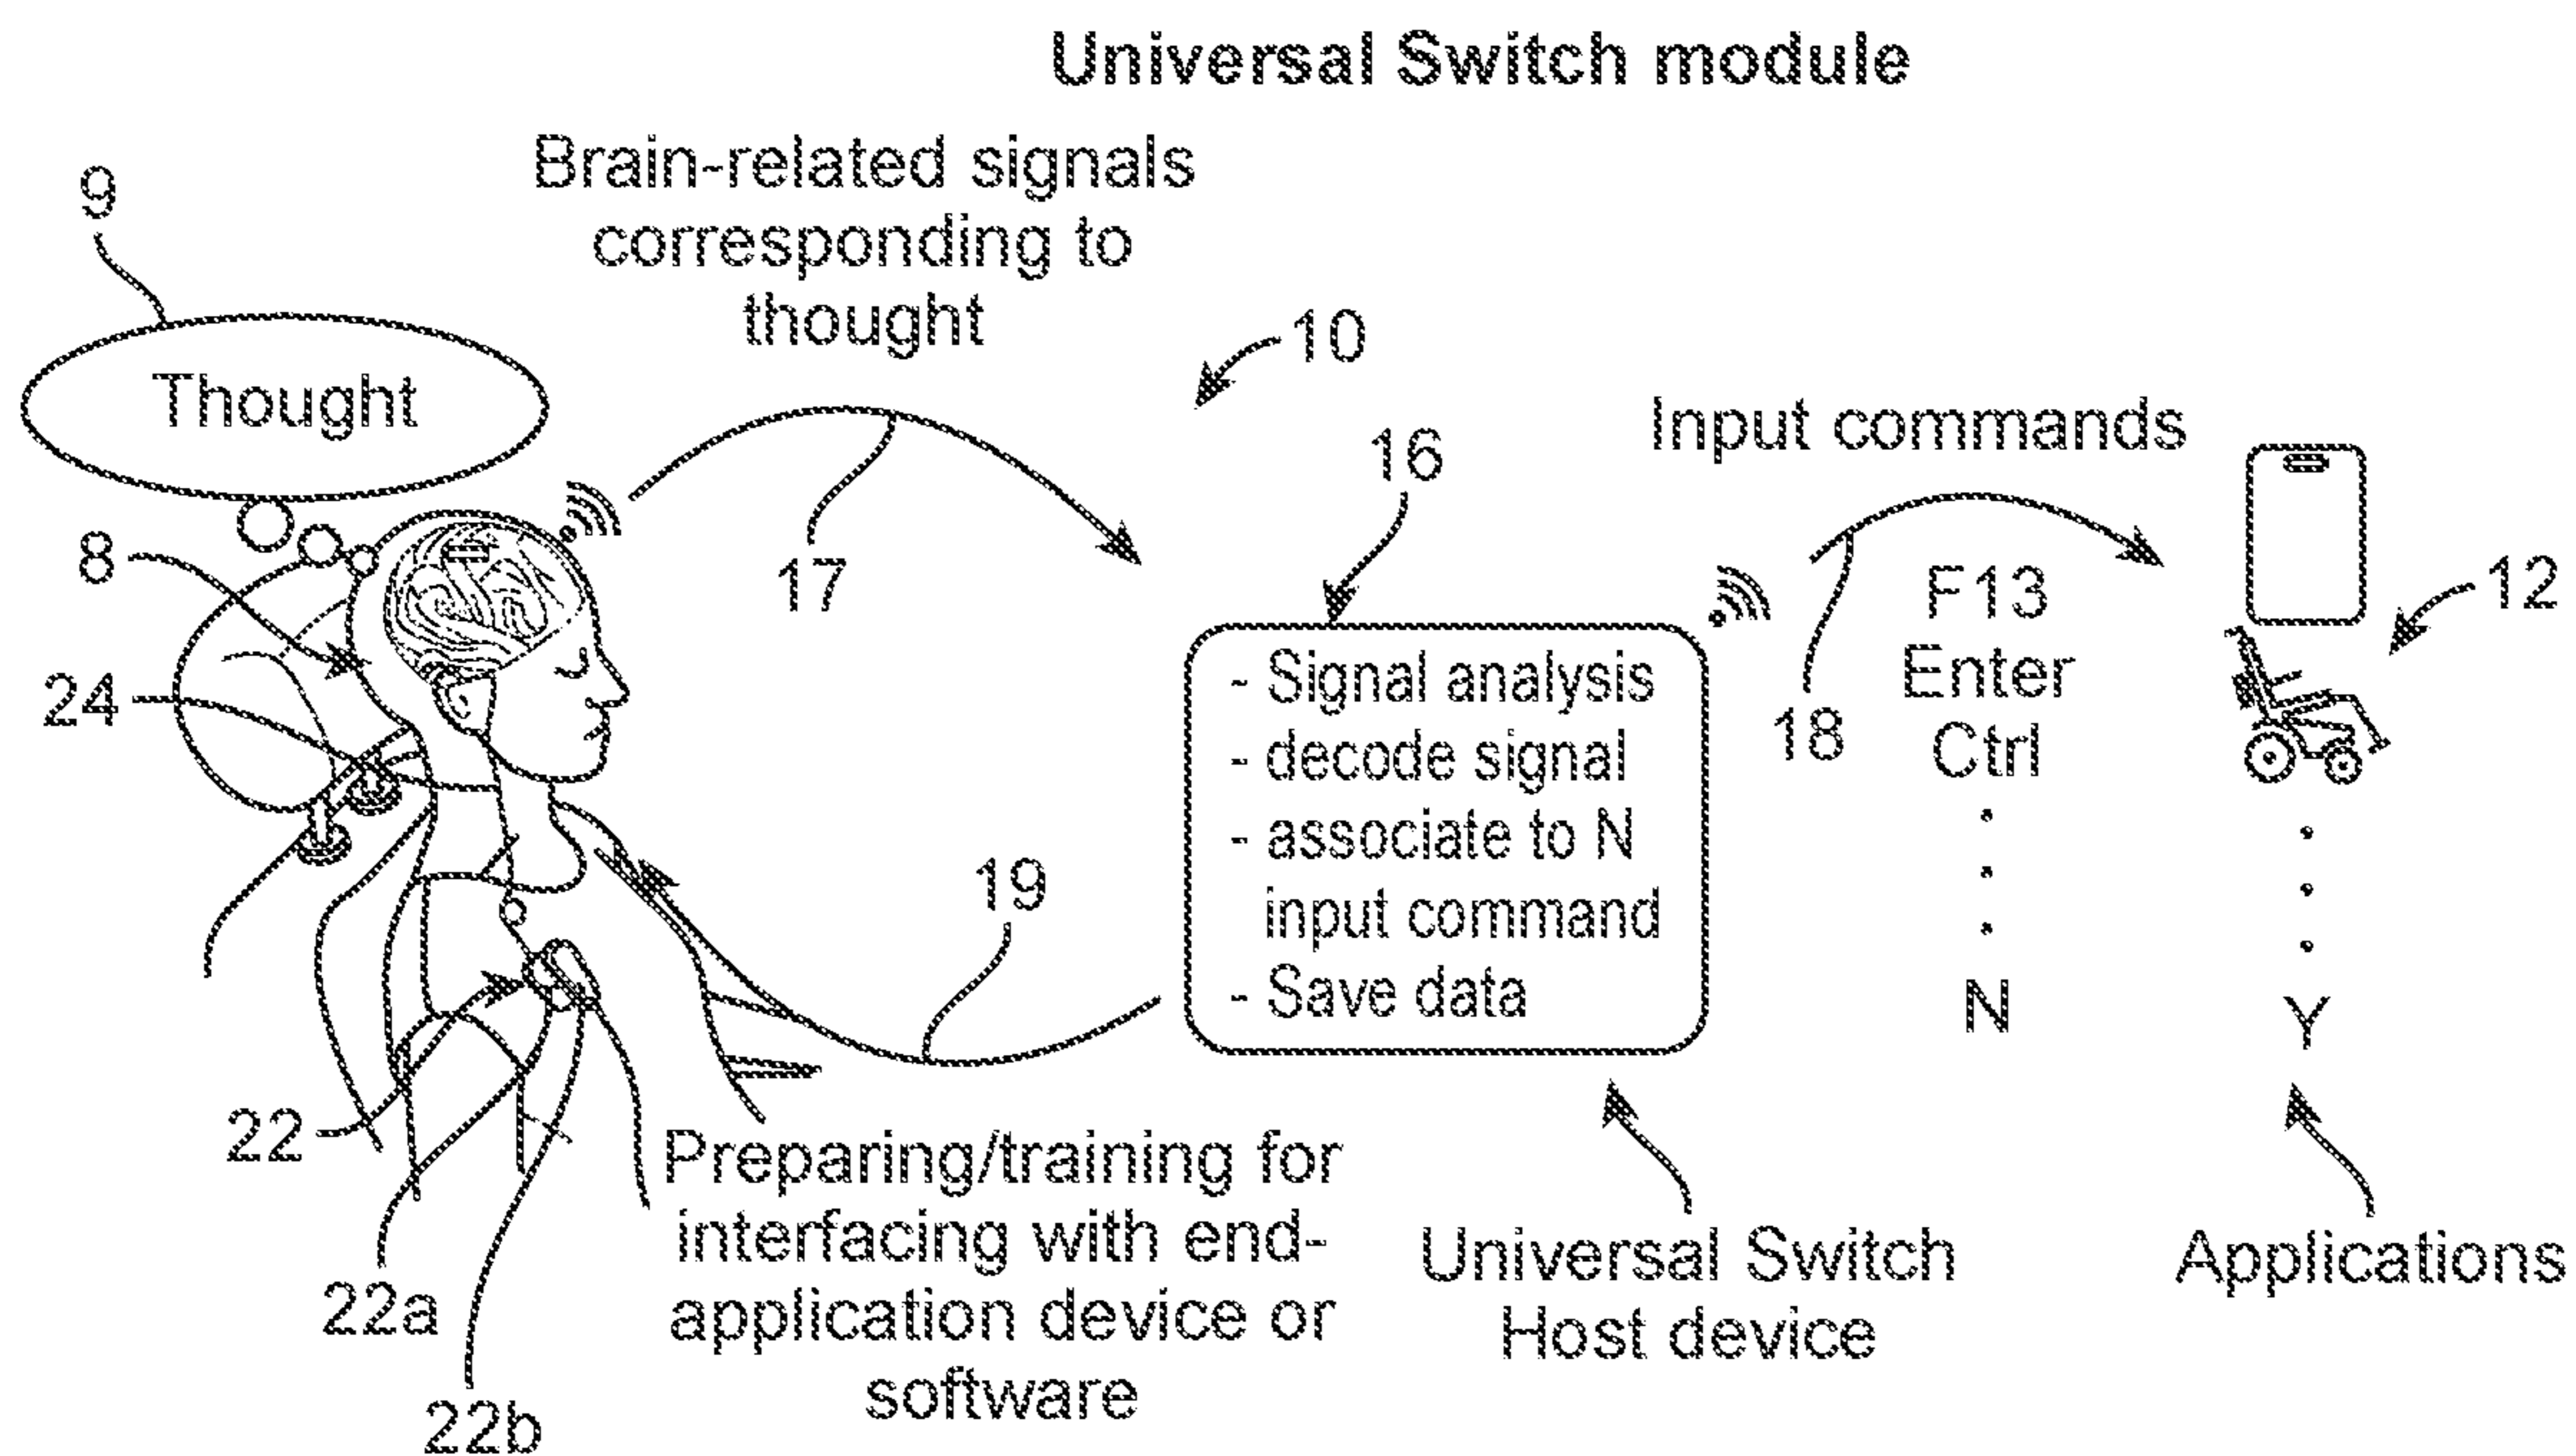 Universal Switch module
Brain-related signals
corresponding to
thought
9
Thought
10
Input commands
16
8
17
12
F13
Enter
Ctrl
N
24
18
- Signal analysis
- decode signal
- associate to N
input command
- Save data
19
Y
22
22a
22b
Preparing/training for
interfacing with end-
application device or
software
Universal Switch
Host device
Applications